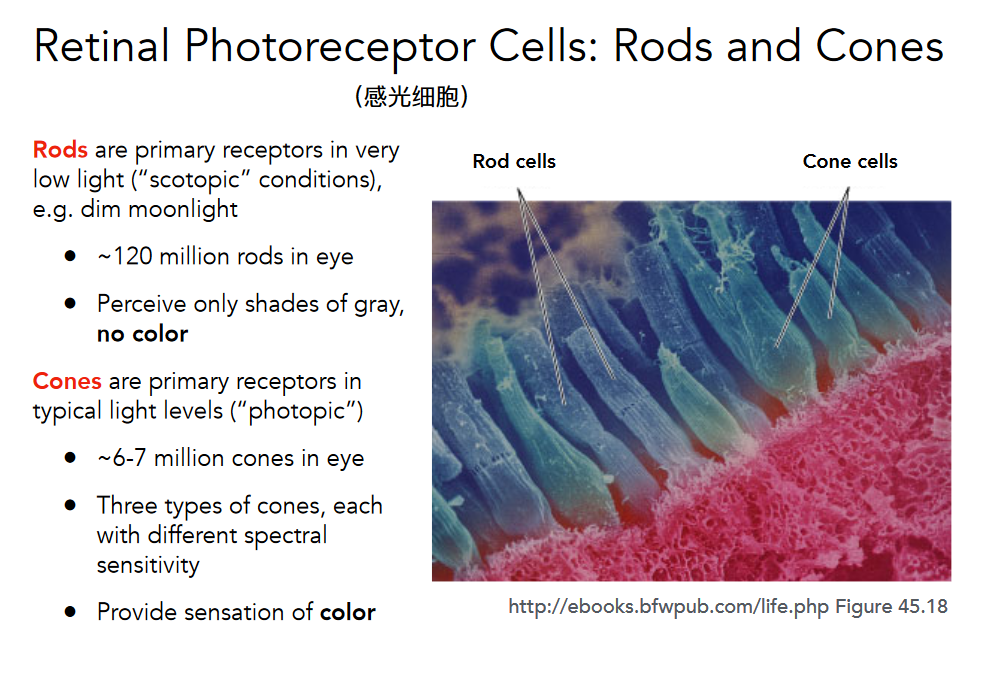 Retinal Photoreceptor Cells: Rods and Cones
（感光细胞）
Rods are primary receptors in very
low light (“scotopic” conditions),
e.g. dim moonlight
● ~120 million rods in eye
● Perceive only shades of gray,
no color
Cones are primary receptors in
typical light levels (“photopic”)
● ~6-7 million cones in eye
● Three types of cones, each
with different spectral
sensitivity
● Provide sensation of color
Rod cells
Cone cells
http://ebooks.bfwpub.com/life.php Figure 45.18